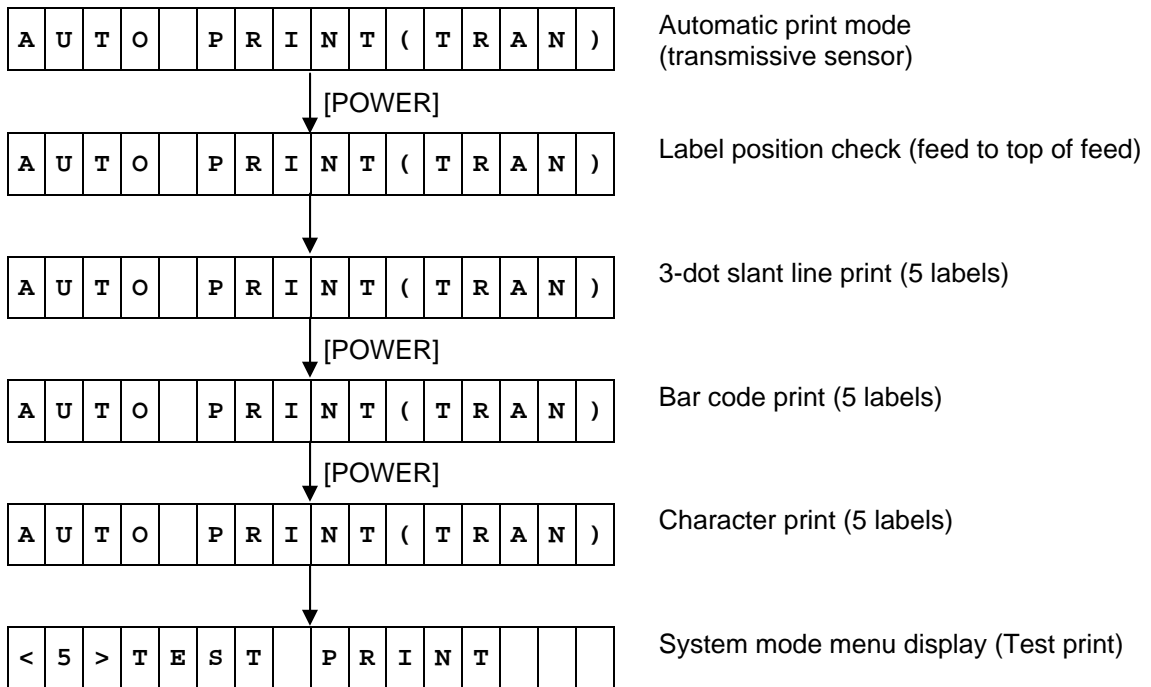 AUTO PRINT(TRAN)
Automatic print mode
(transmissive sensor)
[POWER]
AUTO PRINT(TRAN)
Label position check (feed to top of feed)
AUTO PRINT(TRAN)
3-dot slant line print (5 labels)
[POWER]
AUTO PRINT(TRAN)
Bar code print (5 labels)
[POWER]
AUTO PRINT(TRAN)
Character print (5 labels)
<5>TEST PRINT
System mode menu display (Test print)